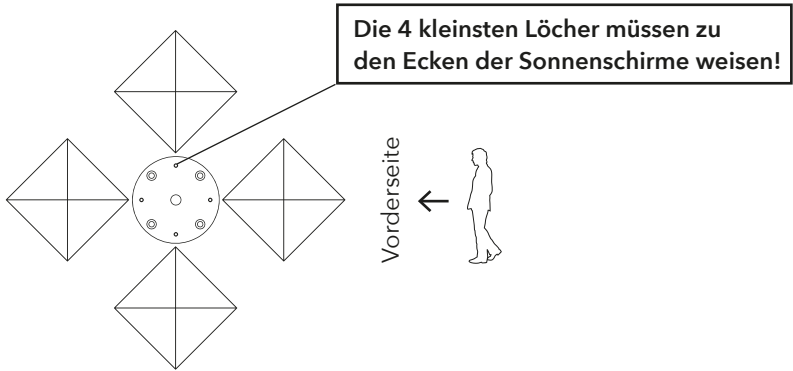 Die 4 kleinsten Löcher müssen zu
den Ecken der Sonnenschirme weisen!
Vorderseite